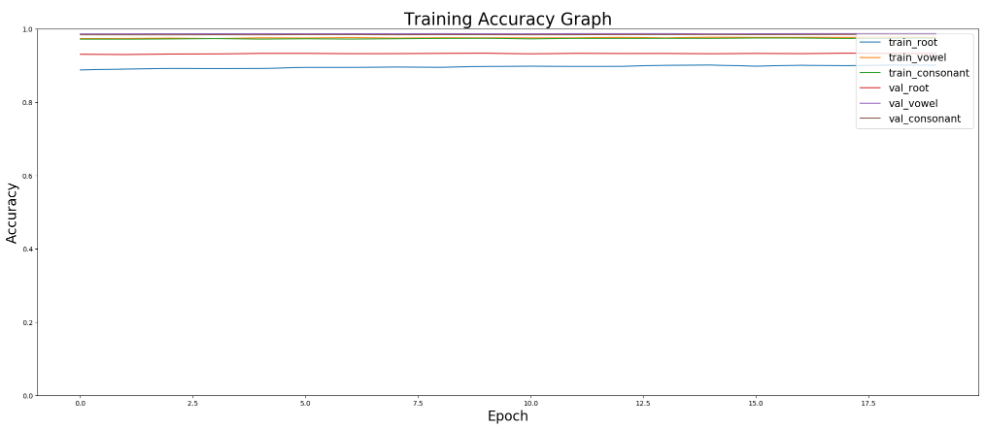 Training Accuracy Graph
1.0
0.8
0.6
0.4
0.2
0.0
Accuracy
train_root
train_vowel
train_consonant
val_root
val_vowel
val_consonant
0.0 2.5 5.0 7.5 10.0 12.5 15.0 17.5
Epoch